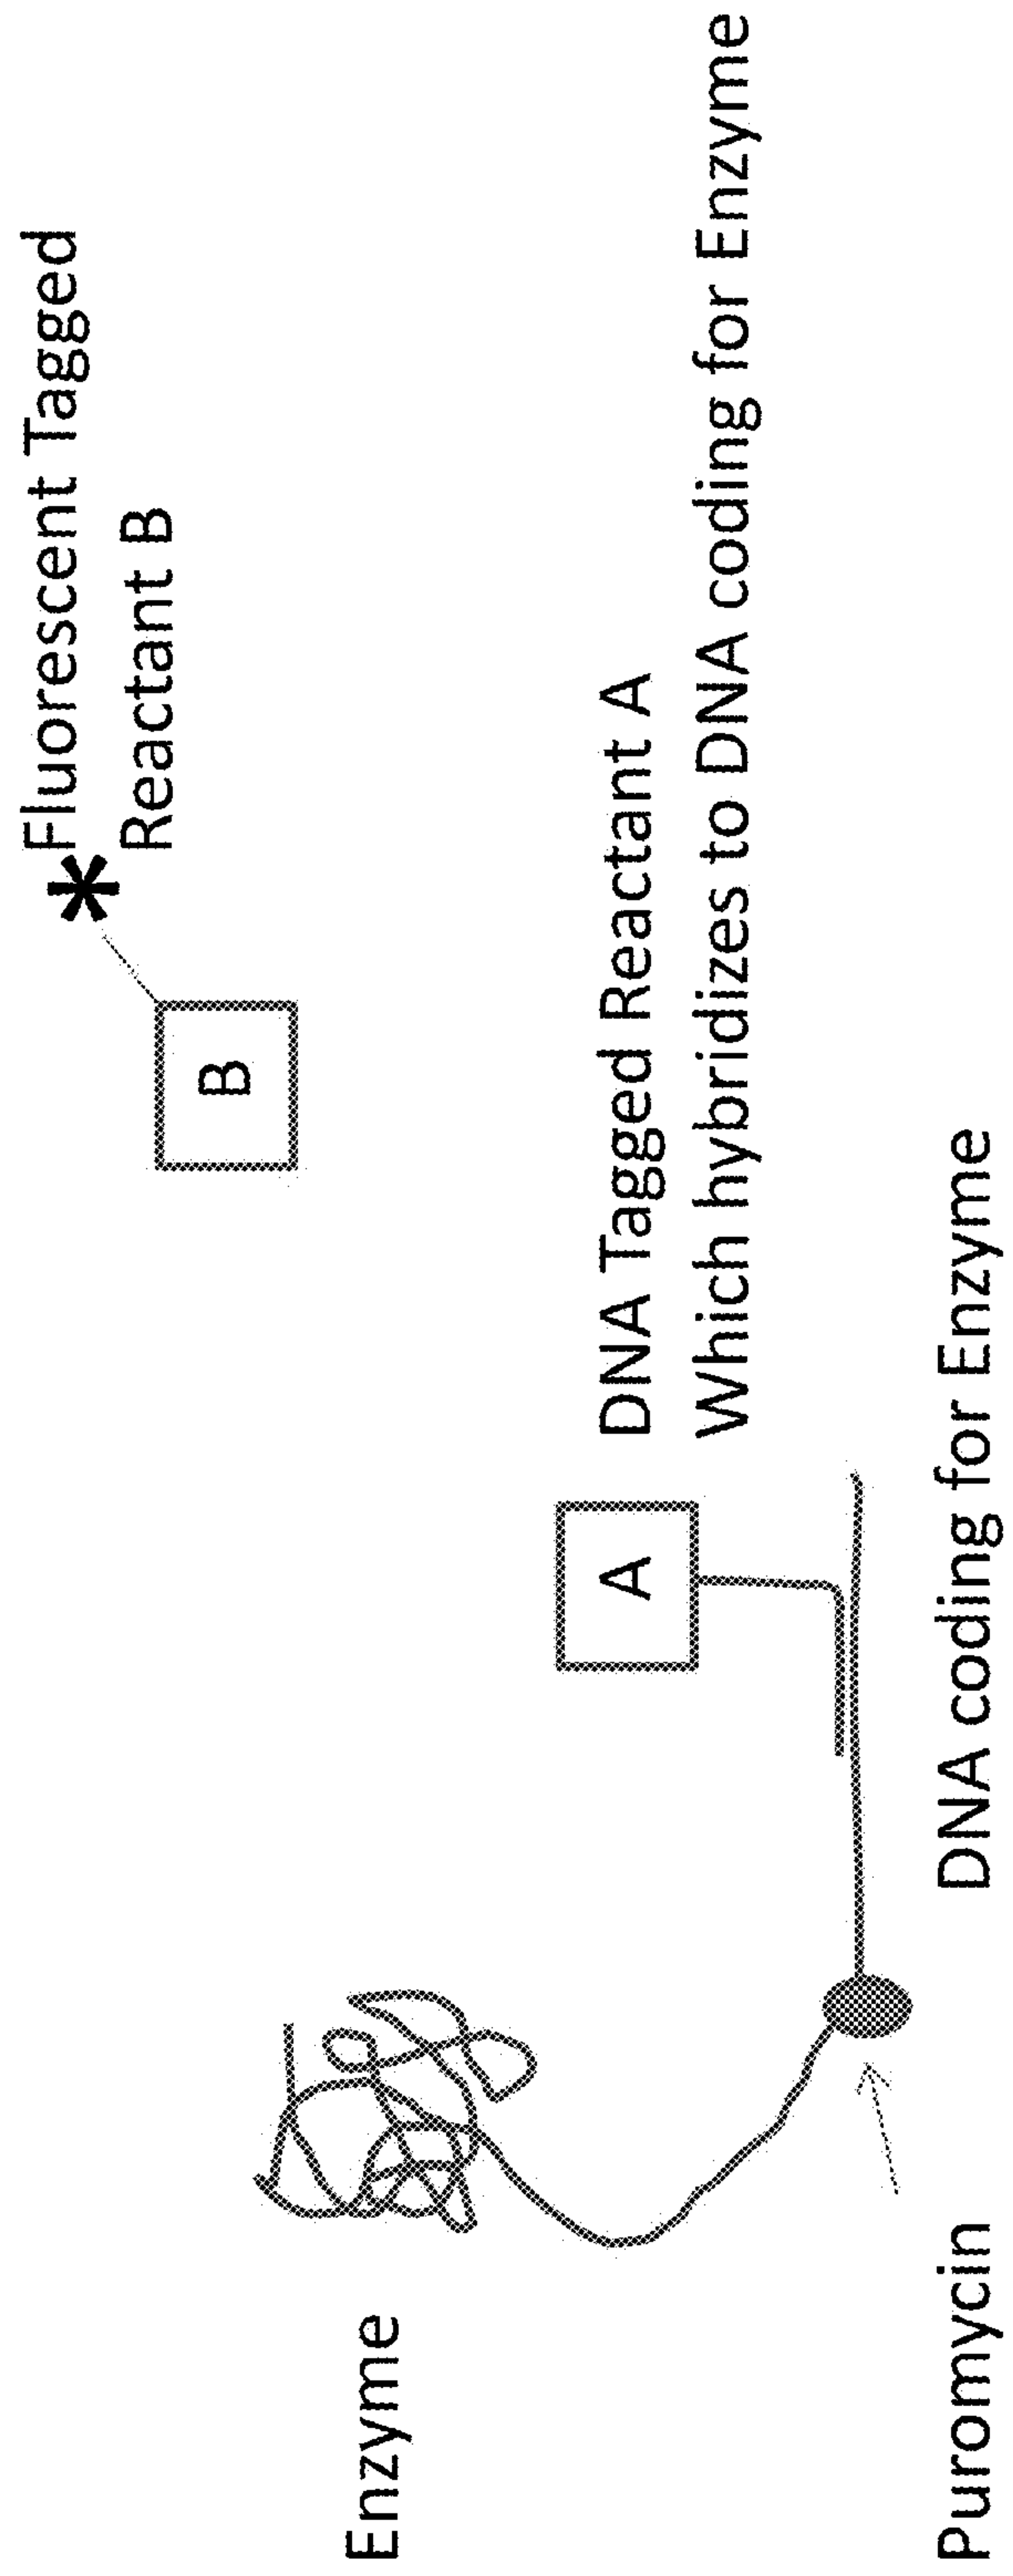 Fluorescent Tagged
Reactant B
*
B
Enzyme
A
DNA Tagged Reactant A
Which hybridizes to DNA coding for Enzyme
Puromycin
DNA coding for Enzyme